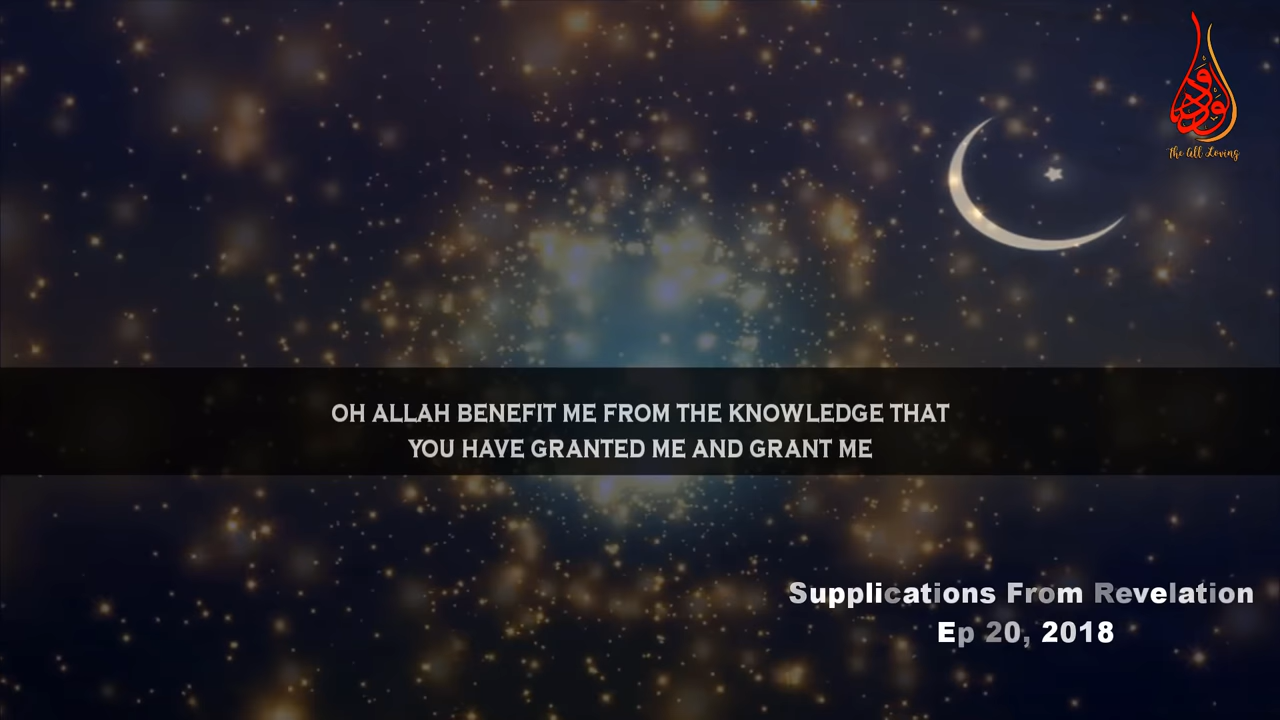 الودود
The All Loving
OH ALLAH BENEFIT ME FROM THE KNOWLEDGE THAT
YOU HAVE GRANTED ME AND GRANT ME
Supplications From Revelation
Ep 20, 2018